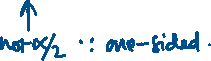 ↑
not α/2 ∵ one-sided.